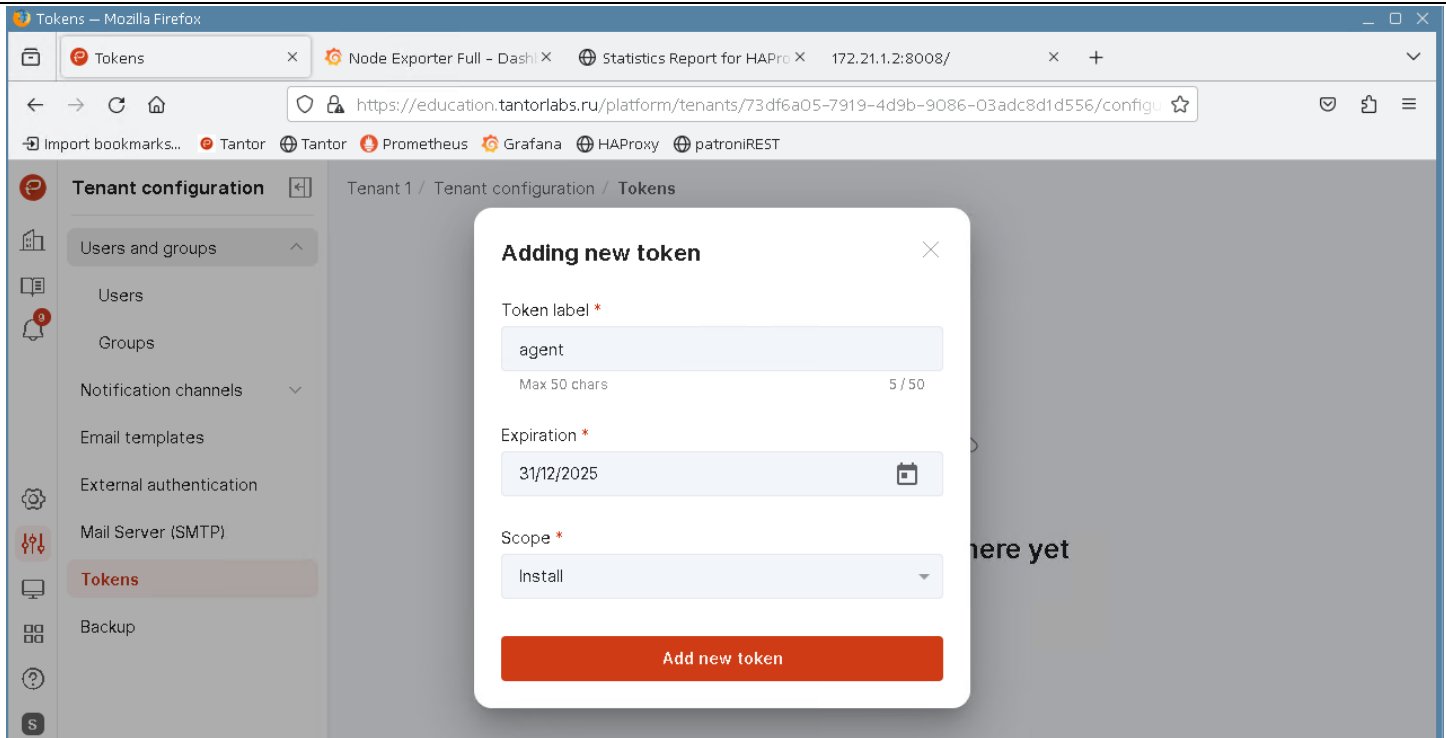 Tokens — Mozilla Firefox
Tokens
Node Exporter Full – Dash
Statistics Report for HAPro
172.21.1.2:8008/
https://education.tantorlabs.ru/platform/tenants/73df6a05-7919-4d9b-9086-03adc8d1d556/configu
Import bookmarks... Tantor Tantor Prometheus Grafana HAProxy patroniREST
Tenant configuration
Tenant 1 / Tenant configuration / Tokens
Users and groups
Users
9
Groups
Notification channels
Email templates
External authentication
Mail Server (SMTP)
Tokens
Backup
S
Adding new token
Token label *
agent
Max 50 chars 5 / 50
Expiration *
31/12/2025
Scope *
Install
Add new token
here yet